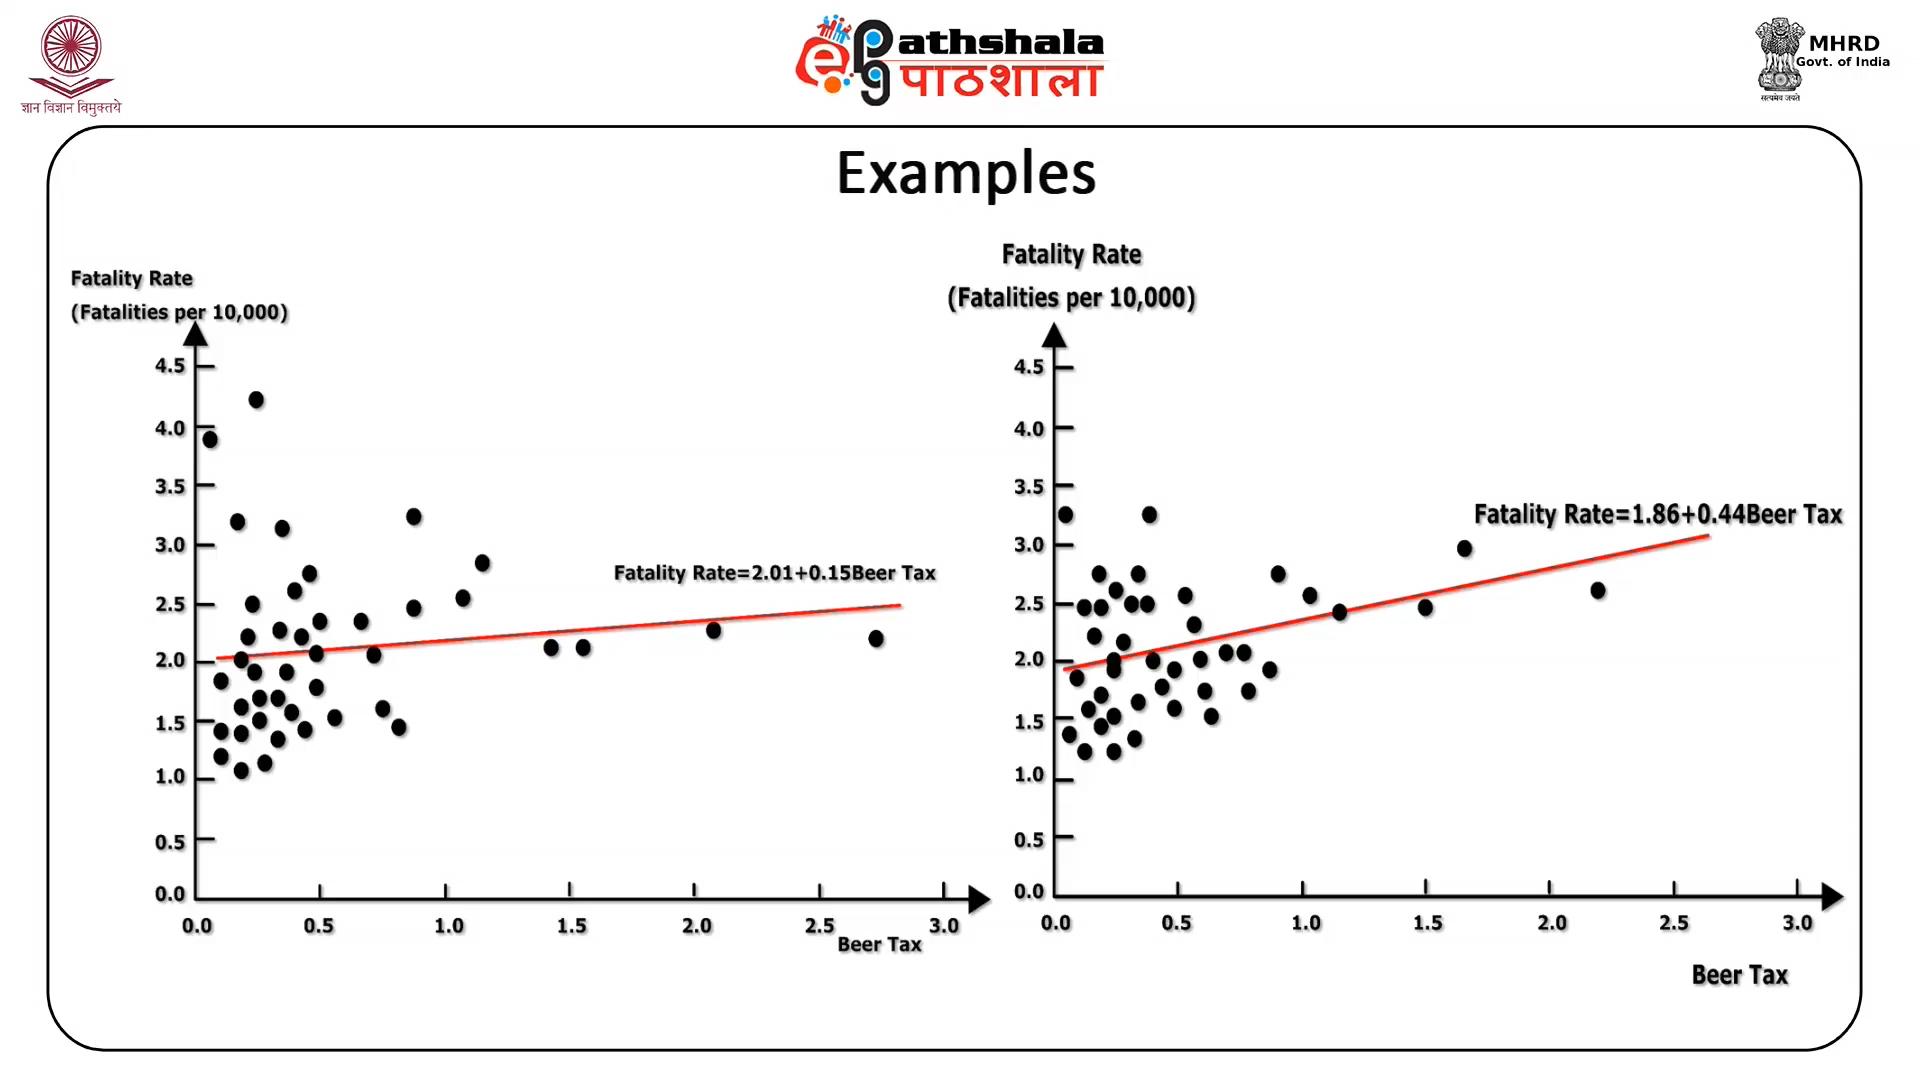 ज्ञान विज्ञान विमुक्तये
ePG Pathshala
पाठशाला
सत्यमेव जयते
MHRD
Govt. of India
Examples
Fatality Rate
(Fatalities per 10,000)
4.5
4.0
3.5
3.0
2.5
2.0
1.5
1.0
0.5
0.0
Fatality Rate=2.01+0.15Beer Tax
0.0 0.5 1.0 1.5 2.0 2.5 3.0
Beer Tax
Fatality Rate
(Fatalities per 10,000)
4.5
4.0
3.5
3.0
2.5
2.0
1.5
1.0
0.5
0.0
Fatality Rate=1.86+0.44Beer Tax
0.0 0.5 1.0 1.5 2.0 2.5 3.0
Beer Tax